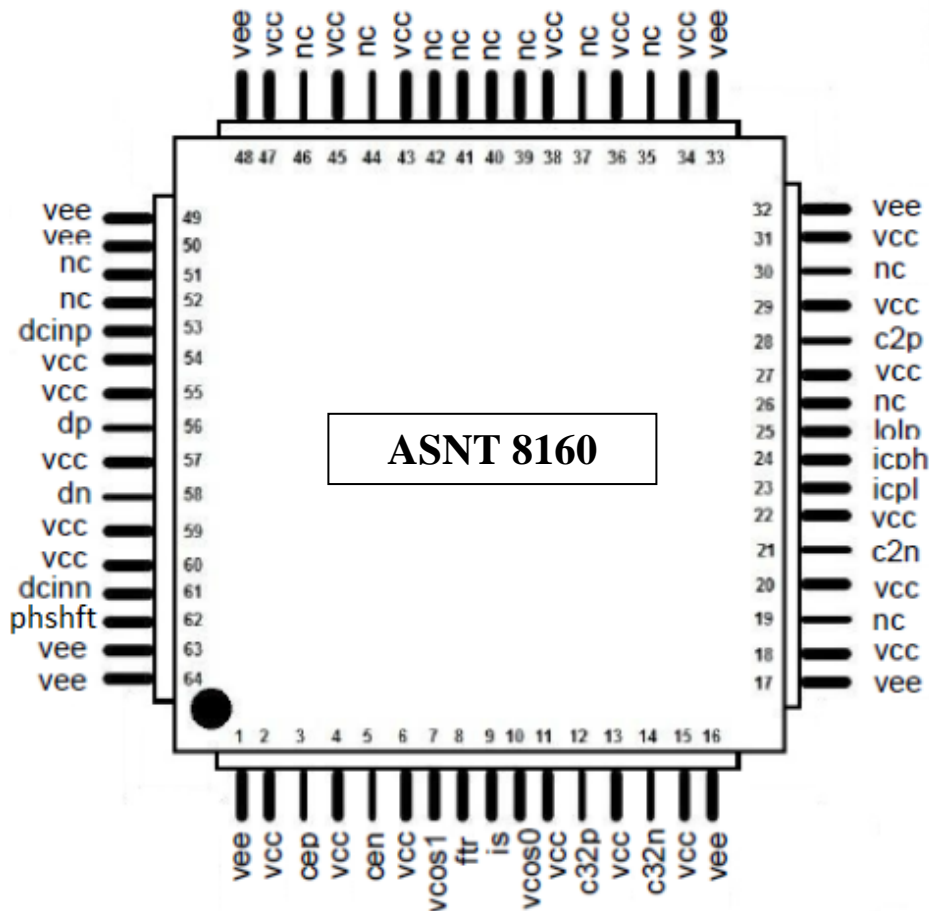 vee vcc nc vcc nc vcc nc nc nc nc vcc nc vcc nc vcc vee
48 47 46 45 44 43 42 41 40 39 38 37 36 35 34 33
vee 49 32 vee
vee 50 31 vcc
nc 51 30 nc
nc 52 29 vcc
dcinp 53 28 c2p
vcc 54 27 vcc
vcc 55 26 nc
dp 56 25 lolp
vcc 57 24 icph
dn 58 23 icpl
vcc 59 22 vcc
vcc 60 21 c2n
dcinn 61 20 vcc
phshft 62 19 nc
vee 63 18 vcc
vee 64 17 vee
ASNT 8160
1 2 3 4 5 6 7 8 9 10 11 12 13 14 15 16
vee vcc cep vcc cen vcc vcos1 ftr is vcos0 vcc c32p vcc c32n vcc vee